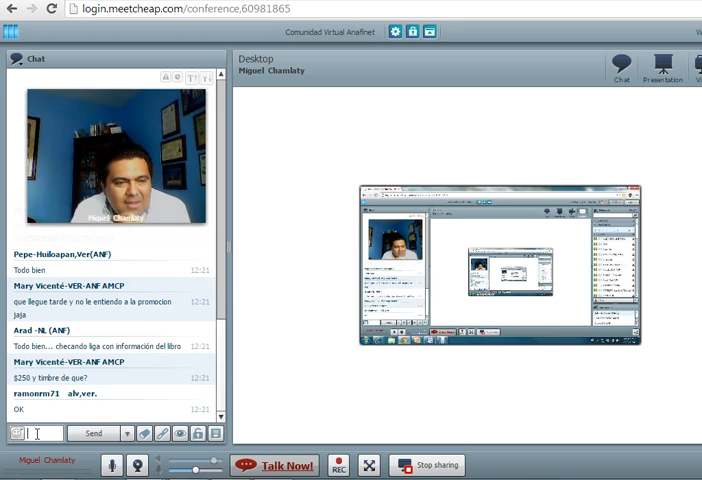 login.meetcheap.com/conference,60981865
Comunidad Virtual Anafinet
Chat
Miguel Chamlaty
Pepe-Huiloapan,Ver(ANF)
Todo bien 12:21
Mary Vicenté-VER-ANF AMCP
que llegue tarde y no le entiendo a la promocion 12:21
jaja
Arad -NL (ANF)
Todo bien... checando liga con información del libro 12:21
Mary Vicenté-VER-ANF AMCP
$250 y timbre de que? 12:21
ramonrm71 alv,ver.
OK 12:21
Send
Desktop
Miguel Chamlaty
Chat
Presentation
Miguel Chamlaty
Talk Now!
REC
Stop sharing